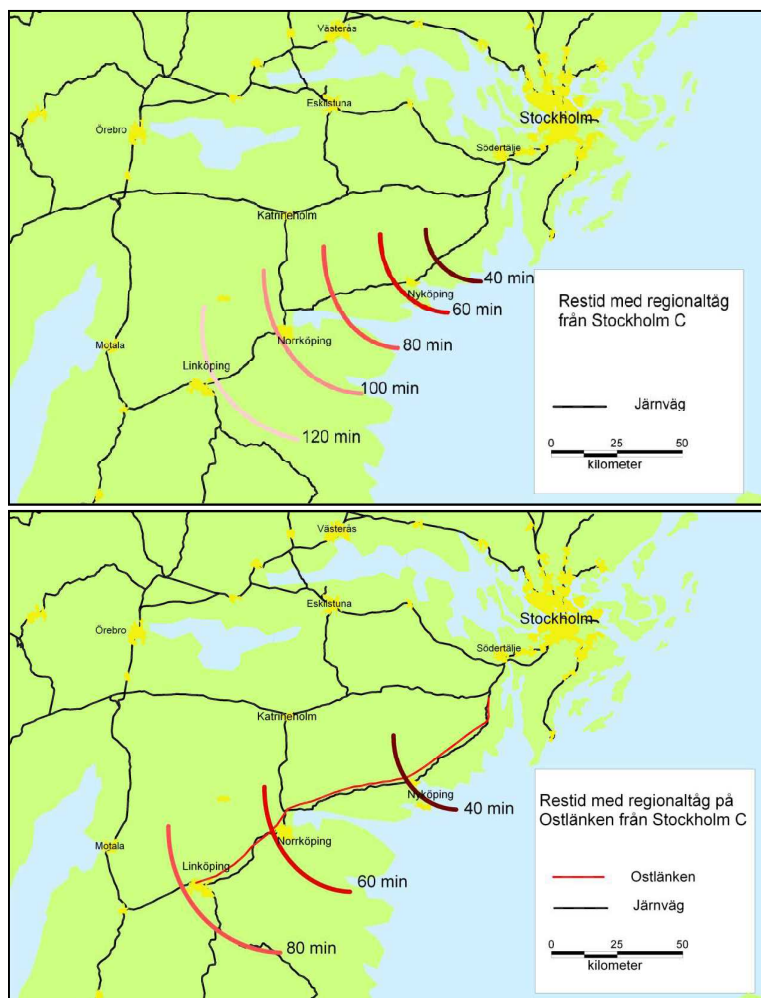 Västerås
Örebro
Eskilstuna
Stockholm
Södertälje
Katrineholm
40 min
Nyköping
60 min
Restid med regionaltåg
från Stockholm C
Norrköping
80 min
Motala
Linköping
100 min
Järnväg
120 min
0 25 50
kilometer
Västerås
Örebro
Eskilstuna
Stockholm
Södertälje
Katrineholm
Nyköping
40 min
Restid med regionaltåg på
Ostlänken från Stockholm C
Norrköping
Motala
Linköping
60 min
Ostlänken
Järnväg
80 min
0 25 50
kilometer